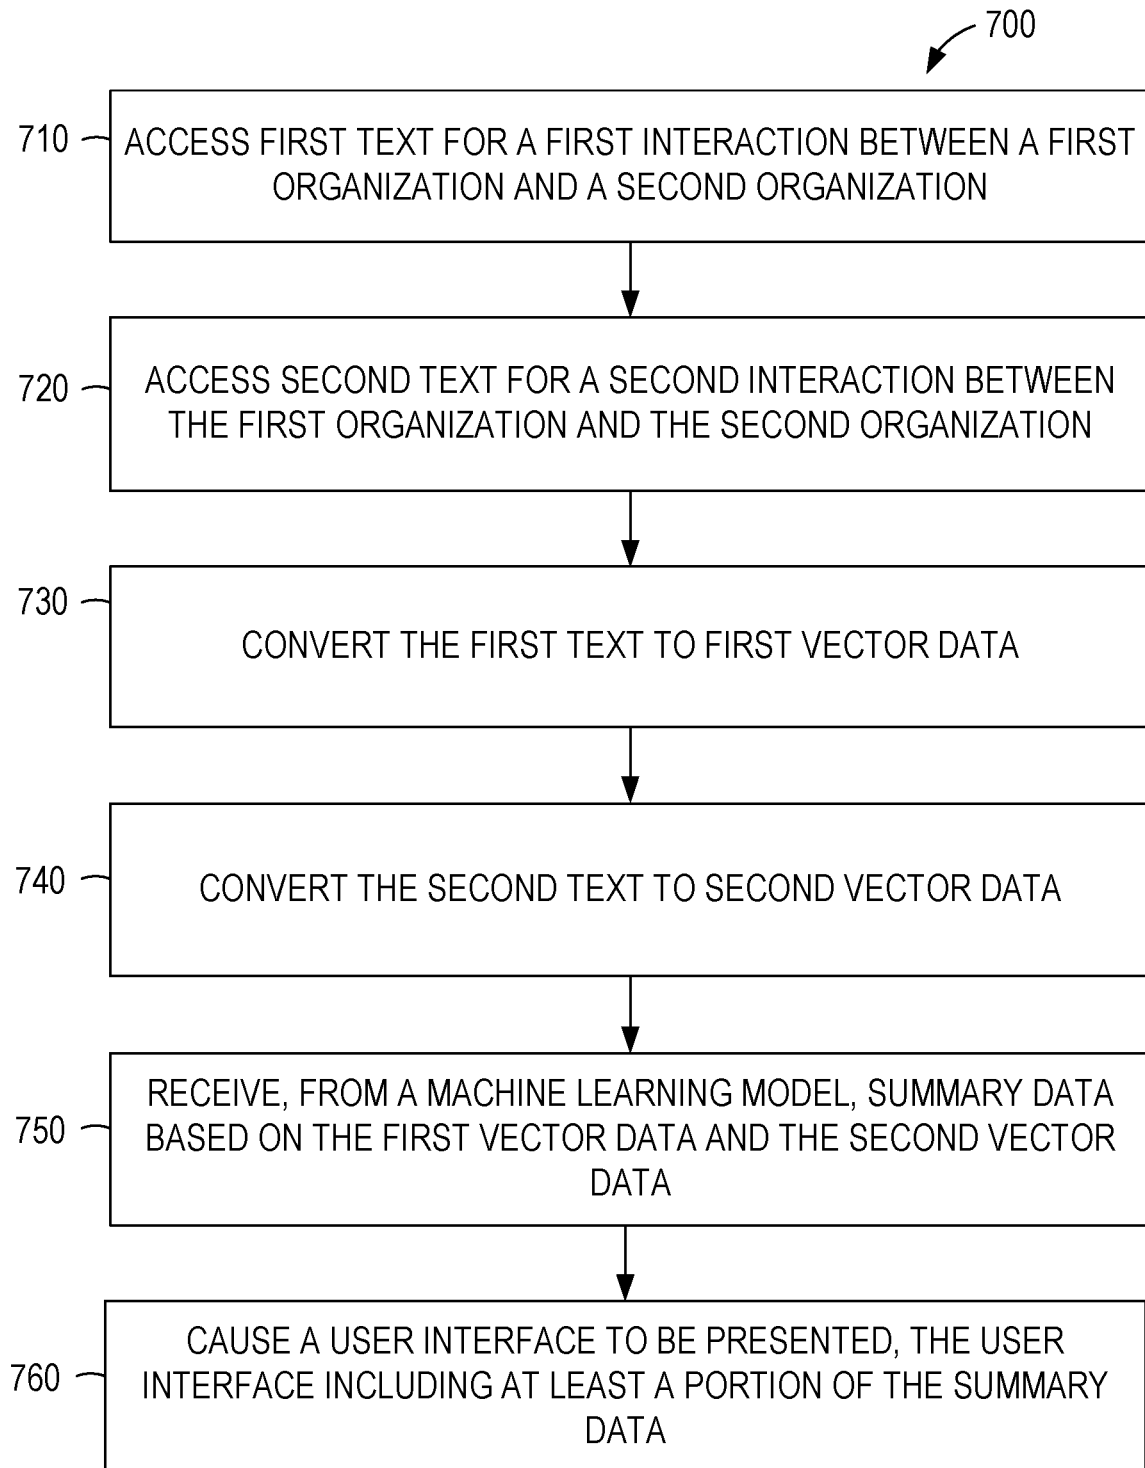 700
710
ACCESS FIRST TEXT FOR A FIRST INTERACTION BETWEEN A FIRST
ORGANIZATION AND A SECOND ORGANIZATION
720
ACCESS SECOND TEXT FOR A SECOND INTERACTION BETWEEN
THE FIRST ORGANIZATION AND THE SECOND ORGANIZATION
730
CONVERT THE FIRST TEXT TO FIRST VECTOR DATA
740
CONVERT THE SECOND TEXT TO SECOND VECTOR DATA
750
RECEIVE, FROM A MACHINE LEARNING MODEL, SUMMARY DATA
BASED ON THE FIRST VECTOR DATA AND THE SECOND VECTOR
DATA
760
CAUSE A USER INTERFACE TO BE PRESENTED, THE USER
INTERFACE INCLUDING AT LEAST A PORTION OF THE SUMMARY
DATA